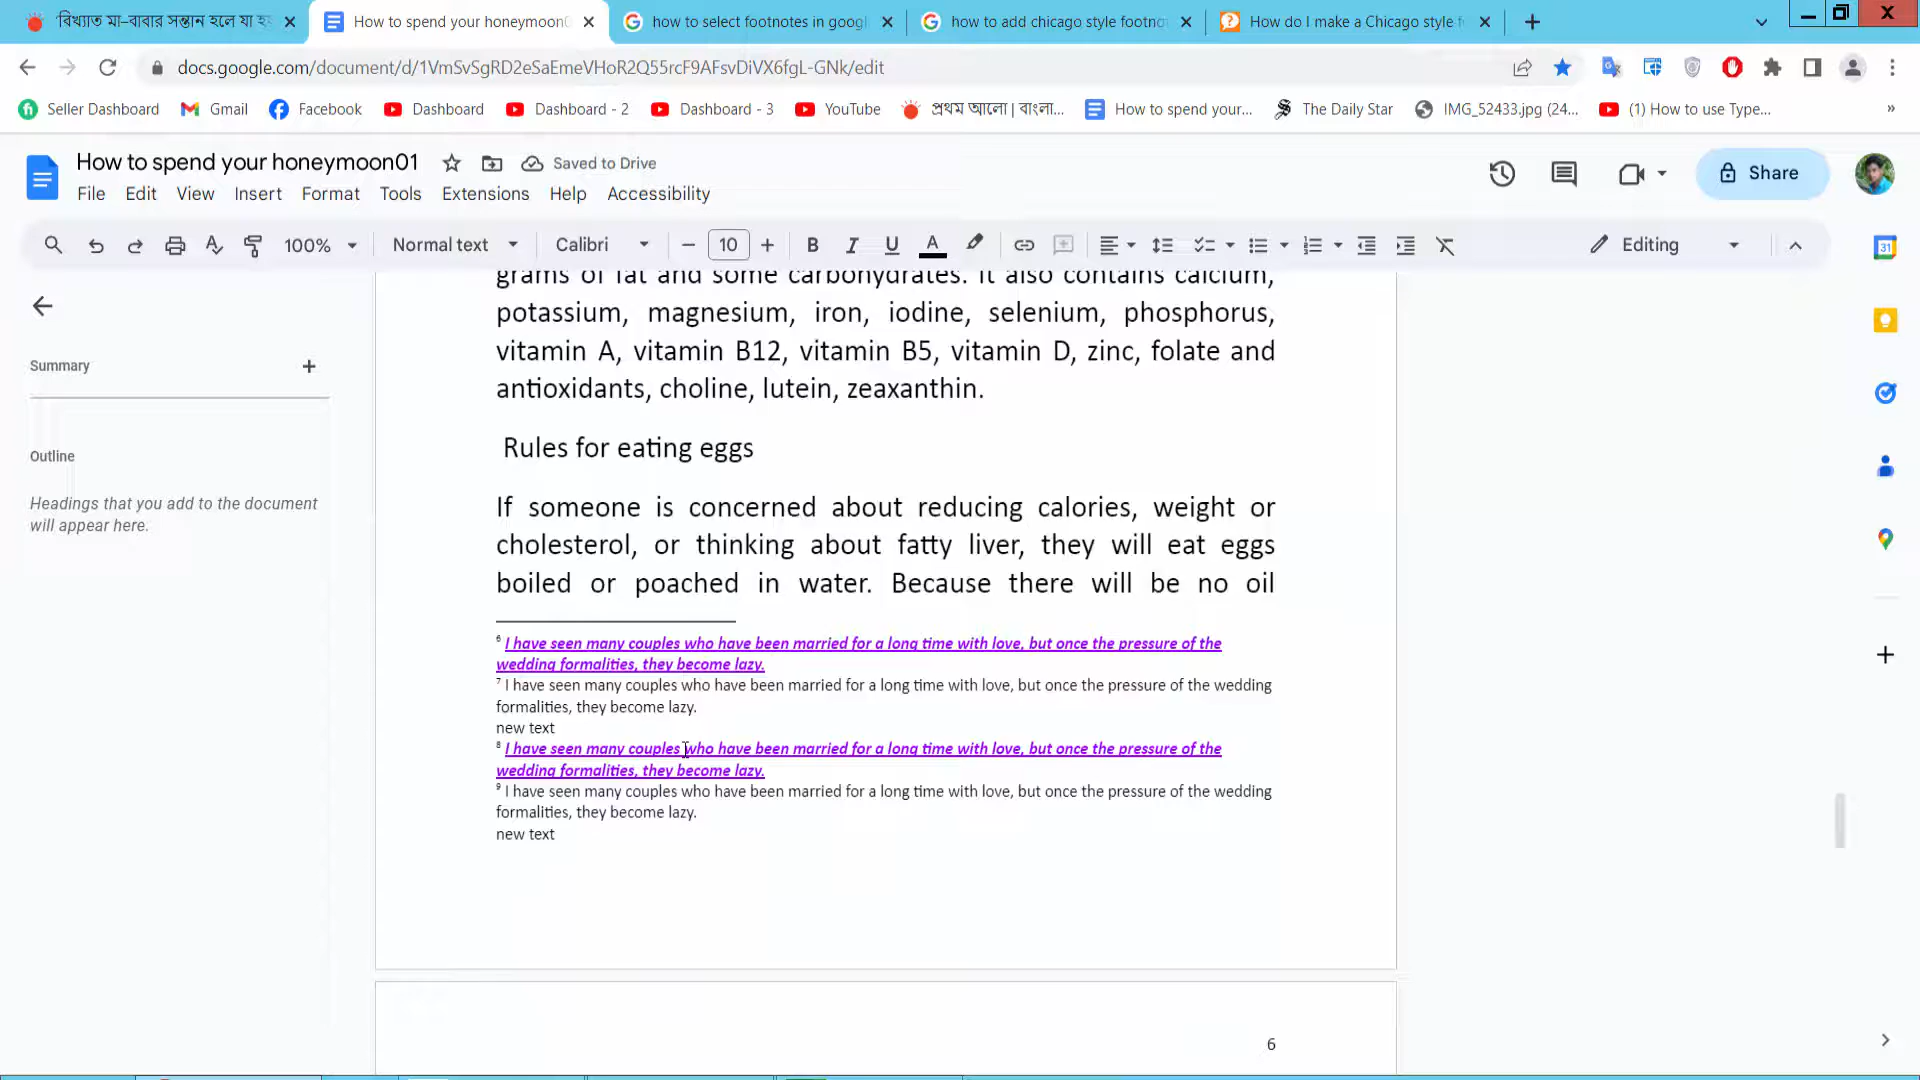 'বিখ্যাত মা-বাবার সন্তান হলে যা হ
How to spend your honeymoon0
how to select footnotes in googl
how to add chicago style footno
How do I make a Chicago style f
docs.google.com/document/d/1VmSvSgRD2eSaEmeVHoR2Q55rcF9AFsvDiVX6fgL-GNk/edit
Seller Dashboard
Gmail
Facebook
Dashboard
Dashboard - 2
Dashboard - 3
YouTube
প্রথম আলো | বাংলা...
How to spend your...
The Daily Star
IMG_52433.jpg (24...
(1) How to use Type...
»
How to spend your honeymoon01
Saved to Drive
Share
File Edit View Insert Format Tools Extensions Help Accessibility
100%
Normal text
Calibri
10
Editing
31
grams of fat and some carbohydrates. It also contains calcium,
potassium, magnesium, iron, iodine, selenium, phosphorus,
vitamin A, vitamin B12, vitamin B5, vitamin D, zinc, folate and
antioxidants, choline, lutein, zeaxanthin.
Summary
Outline
Headings that you add to the document
will appear here.
Rules for eating eggs
If someone is concerned about reducing calories, weight or
cholesterol, or thinking about fatty liver, they will eat eggs
boiled or poached in water. Because there will be no oil
6 I have seen many couples who have been married for a long time with love, but once the pressure of the
wedding formalities, they become lazy.
7 I have seen many couples who have been married for a long time with love, but once the pressure of the wedding
formalities, they become lazy.
new text
8 I have seen many couples who have been married for a long time with love, but once the pressure of the
wedding formalities, they become lazy.
9 I have seen many couples who have been married for a long time with love, but once the pressure of the wedding
formalities, they become lazy.
new text
6